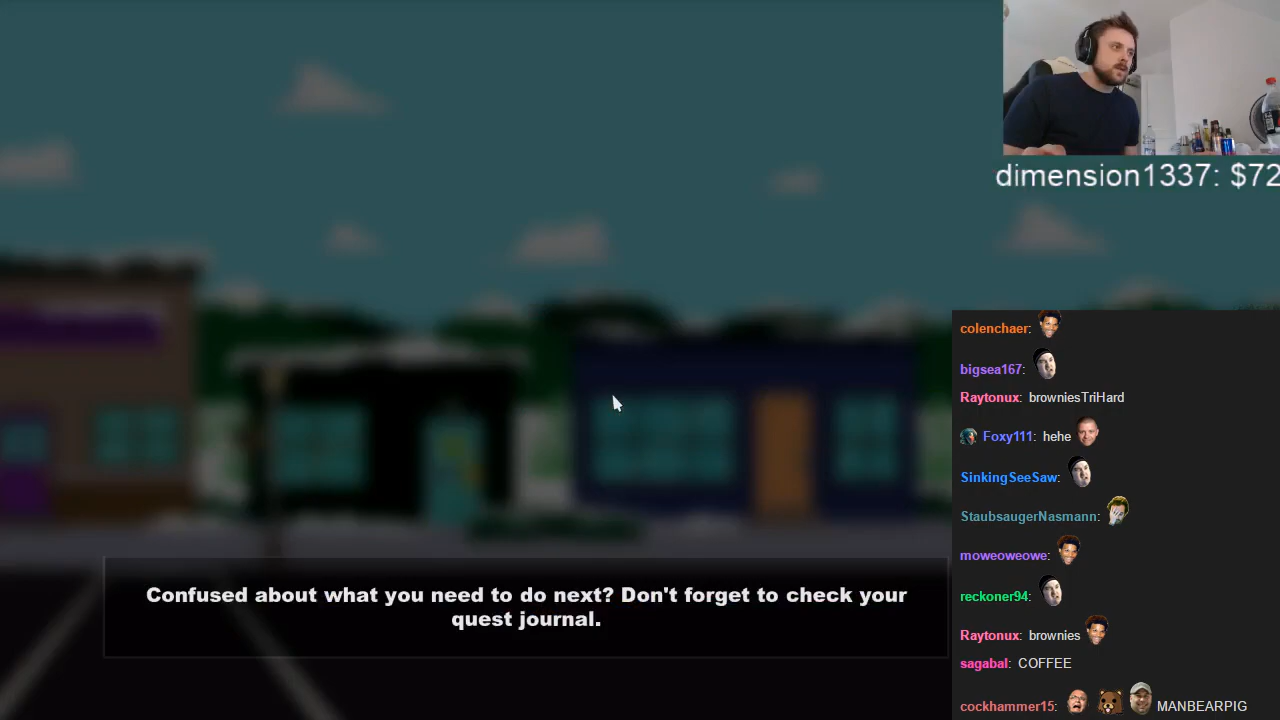 dimension1337: $72
colenchaer:
bigsea167:
Raytonux: browniesTriHard
Foxy111: hehe
SinkingSeeSaw:
StaubsaugerNasmann:
moweoweowe:
reckoner94:
Raytonux: brownies
sagabal: COFFEE
cockhammer15: MANBEARPIG
Confused about what you need to do next? Don't forget to check your
quest journal.